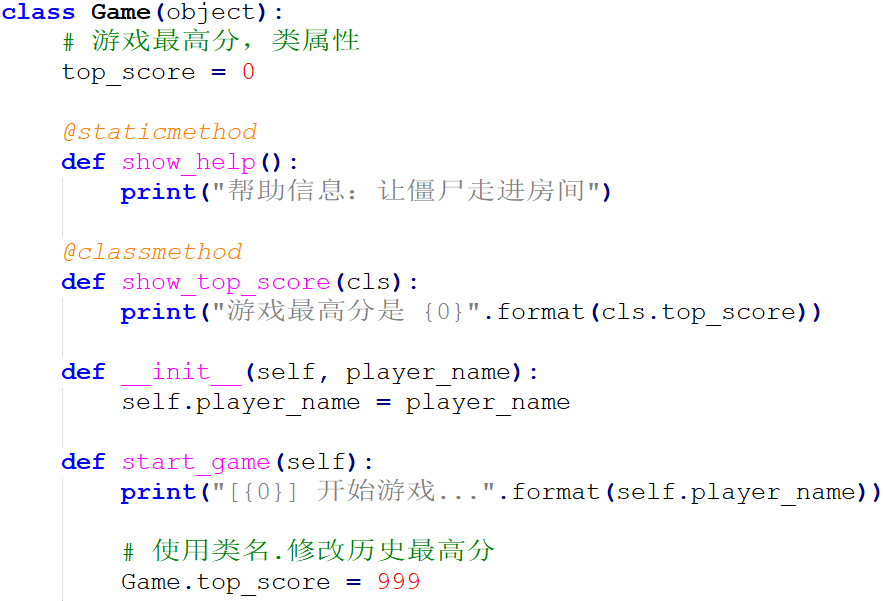 class Game(object):
    # 游戏最高分，类属性
    top_score = 0

    @staticmethod
    def show_help():
        print("帮助信息：让僵尸走进房间")

    @classmethod
    def show_top_score(cls):
        print("游戏最高分是 {0}".format(cls.top_score))

    def __init__(self, player_name):
        self.player_name = player_name

    def start_game(self):
        print("[{0}] 开始游戏...".format(self.player_name))

        # 使用类名.修改历史最高分
        Game.top_score = 999